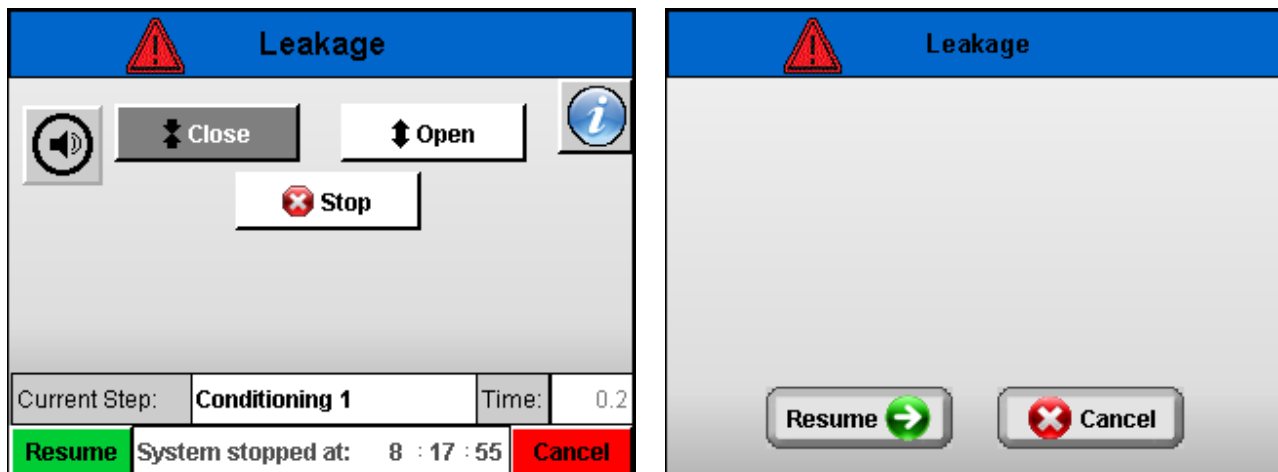 Leakage
Close
Open
Stop
Current Step: Conditioning 1 Time: 0.2
Resume System stopped at: 8 : 17 : 55 Cancel
Leakage
Resume Cancel